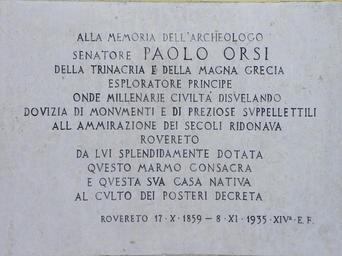 ALLA MEMORIA DELL'ARCHEOLOGO
SENATORE PAOLO ORSI
DELLA TRINACRIA E DELLA MAGNA GRECIA
ESPLORATORE PRINCIPE
ONDE MILLENARIE CIVILTÀ DISVELANDO
DOVIZIA DI MONVMENTI E DI PREZIOSE SVPPELLETTILI
ALL AMMIRAZIONE DEI SECOLI RIDONAVA
ROVERETO
DA LVI SPLENDIDAMENTE DOTATA
QVESTO MARMO CONSACRA
E QVESTA SVA CASA NATIVA
AL CVLTO DEI POSTERI DECRETA
ROVERETO 17·X·1859 – 8·XI·1935·XIVª E.F.